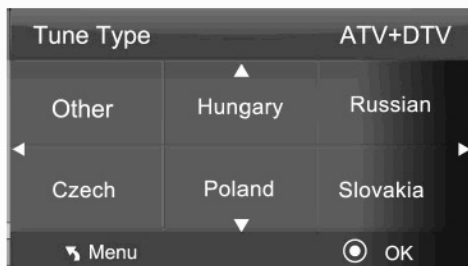 Tune Type ATV+DTV
Other Hungary Russian
Czech Poland Slovakia
Menu OK